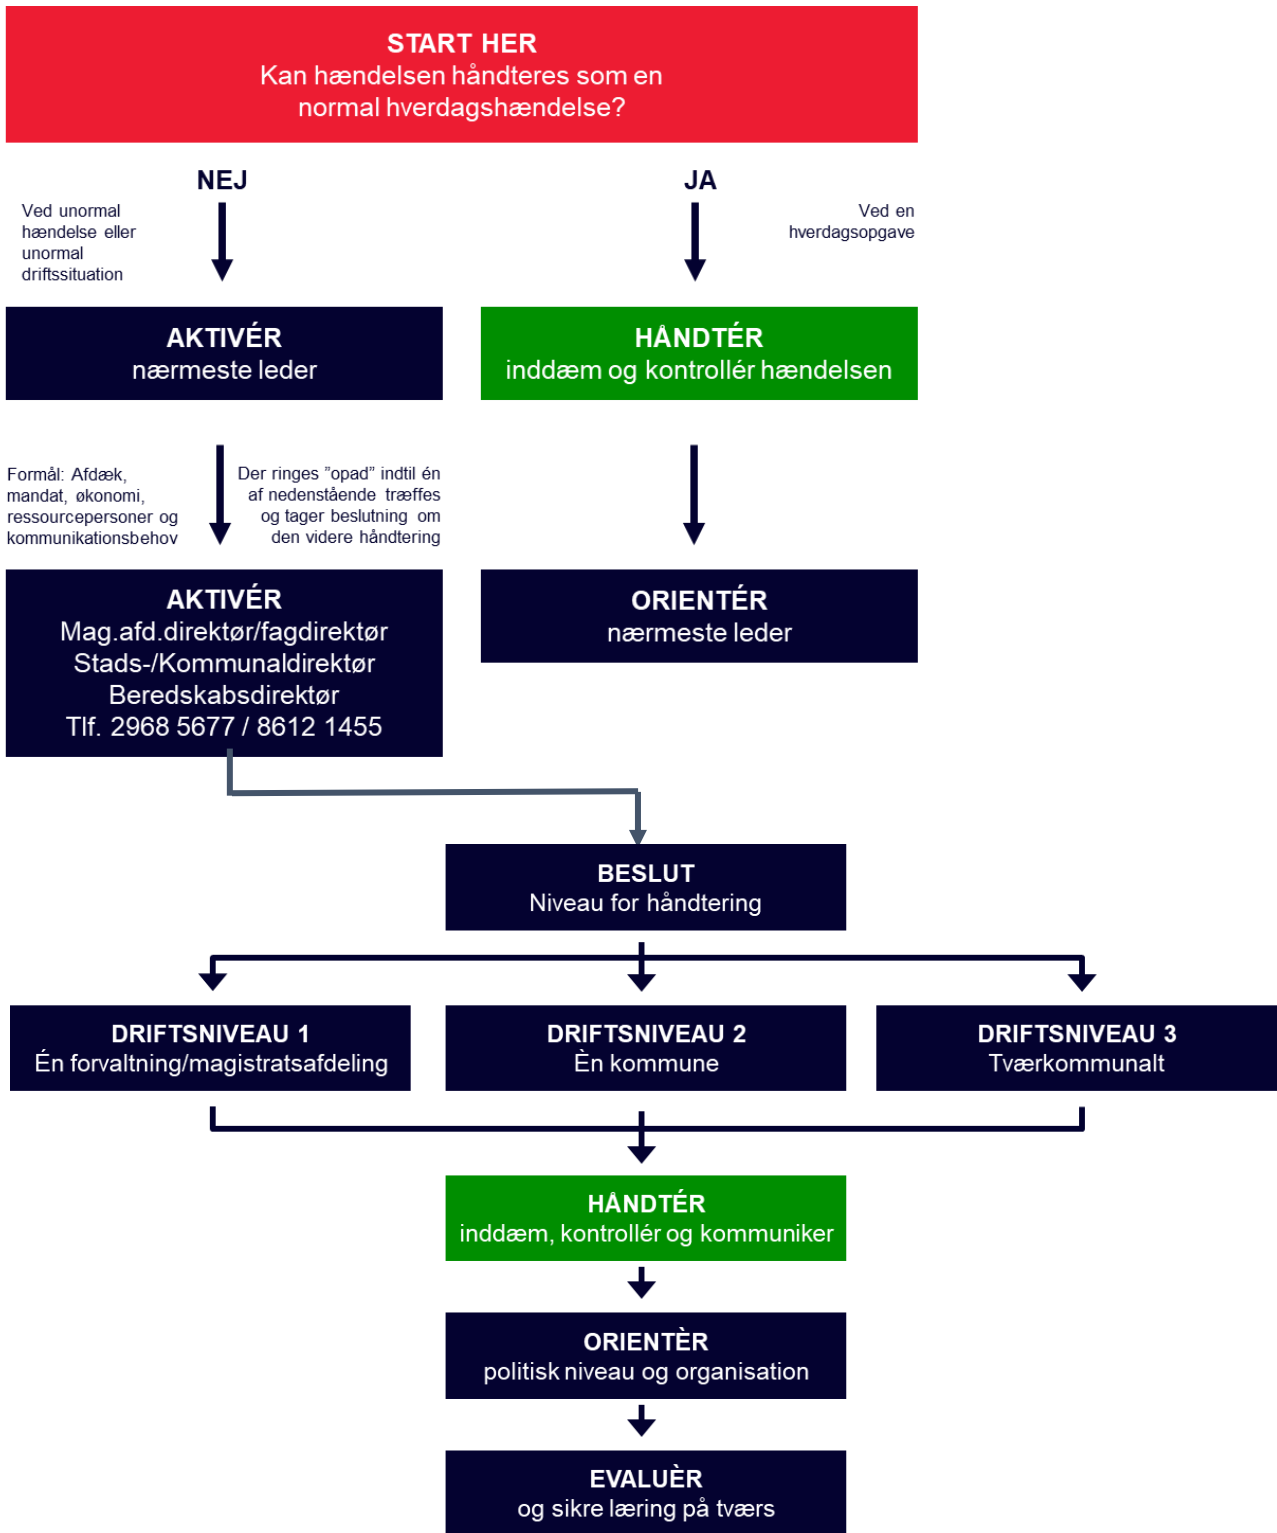 START HER
Kan hændelsen håndteres som en
normal hverdagshændelse?
NEJ
Ved unormal
hændelse eller
unormal
driftssituation
JA
Ved en
hverdagsopgave
AKTIVÉR
nærmeste leder
HÅNDTÉR
inddæm og kontrollér hændelsen
Formål: Afdæk,
mandat, økonomi,
ressourcepersoner og
kommunikationsbehov
Der ringes ”opad” indtil én
af nedenstående træffes
og tager beslutning om
den videre håndtering
AKTIVÉR
Mag.afd.direktør/fagdirektør
Stads-/Kommunaldirektør
Beredskabsdirektør
Tlf. 2968 5677 / 8612 1455
ORIENTÉR
nærmeste leder
BESLUT
Niveau for håndtering
DRIFTSNIVEAU 1
Én forvaltning/magistratsafdeling
DRIFTSNIVEAU 2
Èn kommune
DRIFTSNIVEAU 3
Tværkommunalt
HÅNDTÉR
inddæm, kontrollér og kommuniker
ORIENTÈR
politisk niveau og organisation
EVALUÈR
og sikre læring på tværs